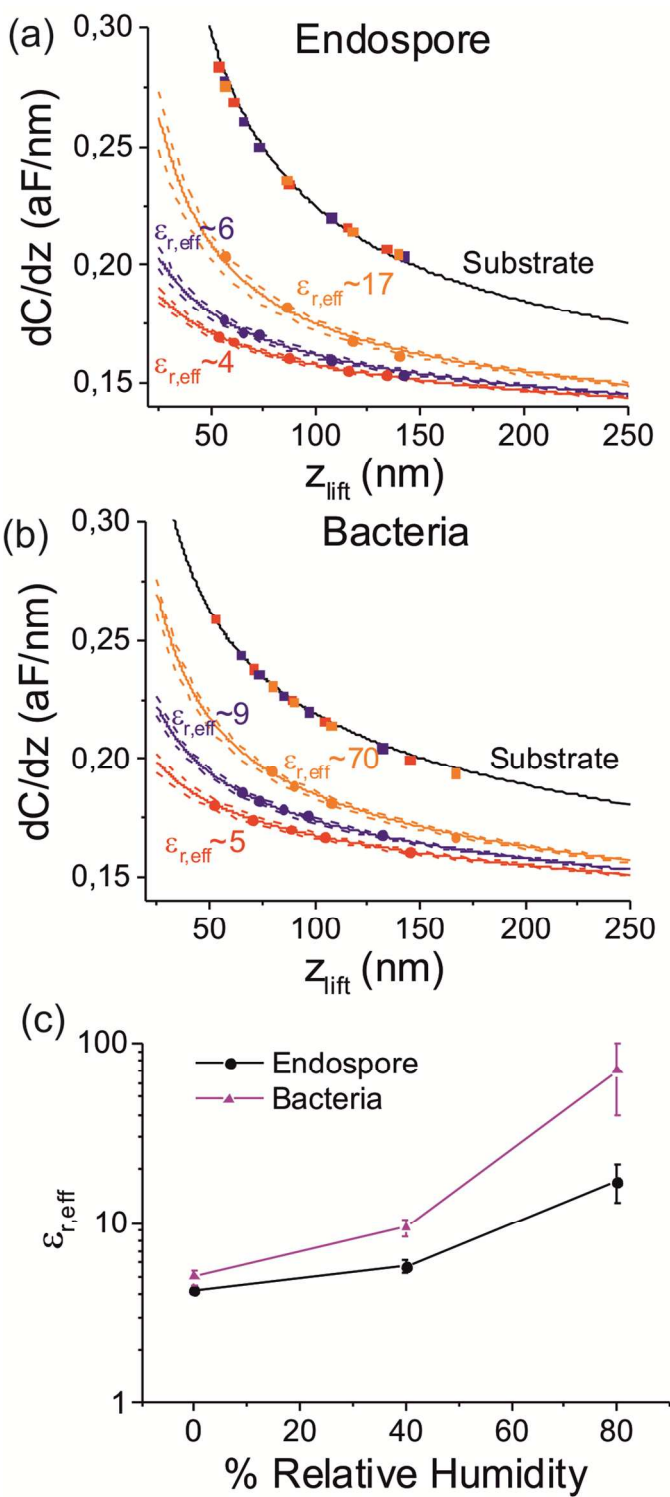 (a)
Endospore
0,30
0,25
0,20
0,15
dC/dz (aF/nm)
εr,eff~6
εr,eff~17
εr,eff~4
Substrate
50 100 150 200 250
zlift (nm)
(b)
Bacteria
0,30
0,25
0,20
0,15
dC/dz (aF/nm)
εr,eff~9
εr,eff~70
εr,eff~5
Substrate
50 100 150 200 250
zlift (nm)
(c)
100
10
1
εr,eff
Endospore
Bacteria
0 20 40 60 80
% Relative Humidity